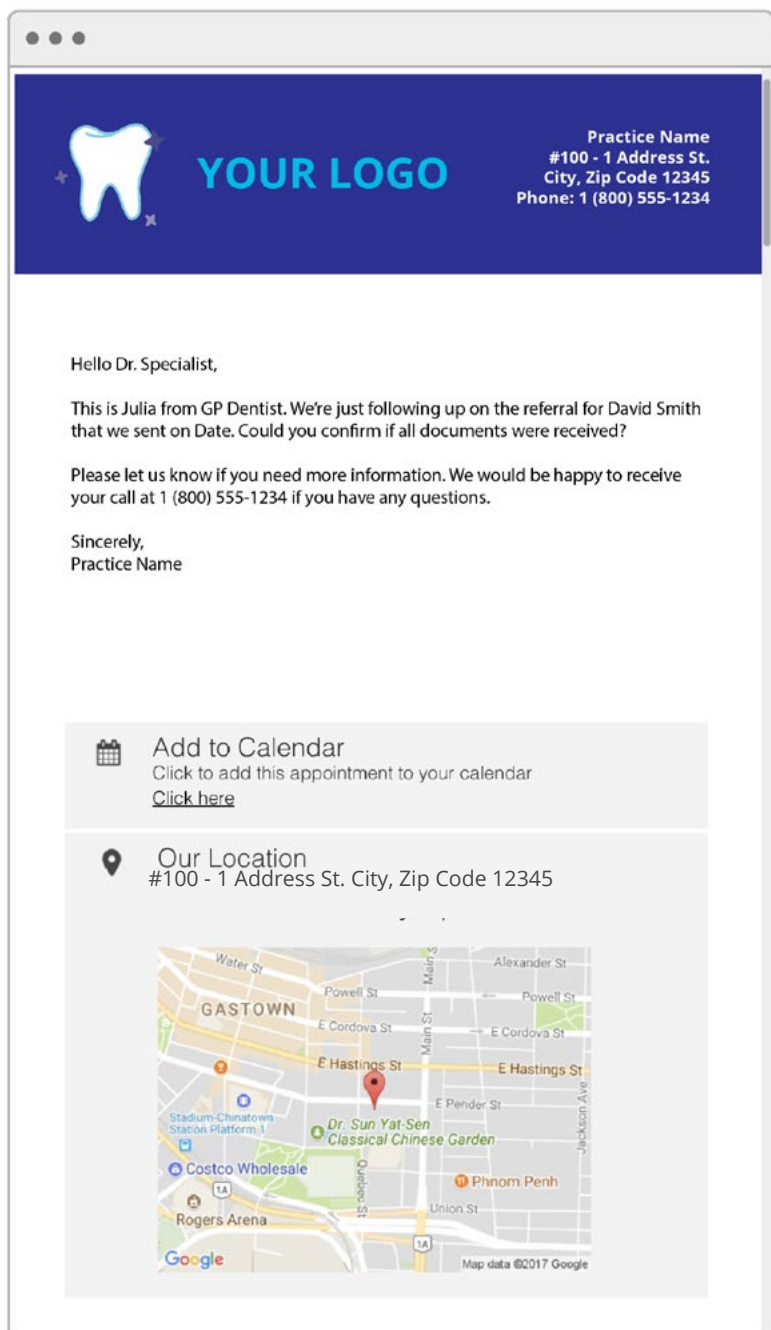 YOUR LOGO
Practice Name
#100 - 1 Address St.
City, Zip Code 12345
Phone: 1 (800) 555-1234
Hello Dr. Specialist,
This is Julia from GP Dentist. We're just following up on the referral for David Smith
that we sent on Date. Could you confirm if all documents were received?
Please let us know if you need more information. We would be happy to receive
your call at 1 (800) 555-1234 if you have any questions.
Sincerely,
Practice Name
Add to Calendar
Click to add this appointment to your calendar
Click here
Our Location
#100 - 1 Address St. City, Zip Code 12345
Water St
Main S
Alexander St
Powell St
Powell St
GASTOWN
E Cordova St
Main St
E Cordova St
E Hastings St
E Hastings St
E Pender St
Jackson Ave
Stadium-Chinatown
Station Platform 1
Dr. Sun Yat-Sen
Classical Chinese Garden
Costco Wholesale
Quebec St
Phnom Penh
1A
Union St
Rogers Arena
1A
Google
Map data ©2017 Google